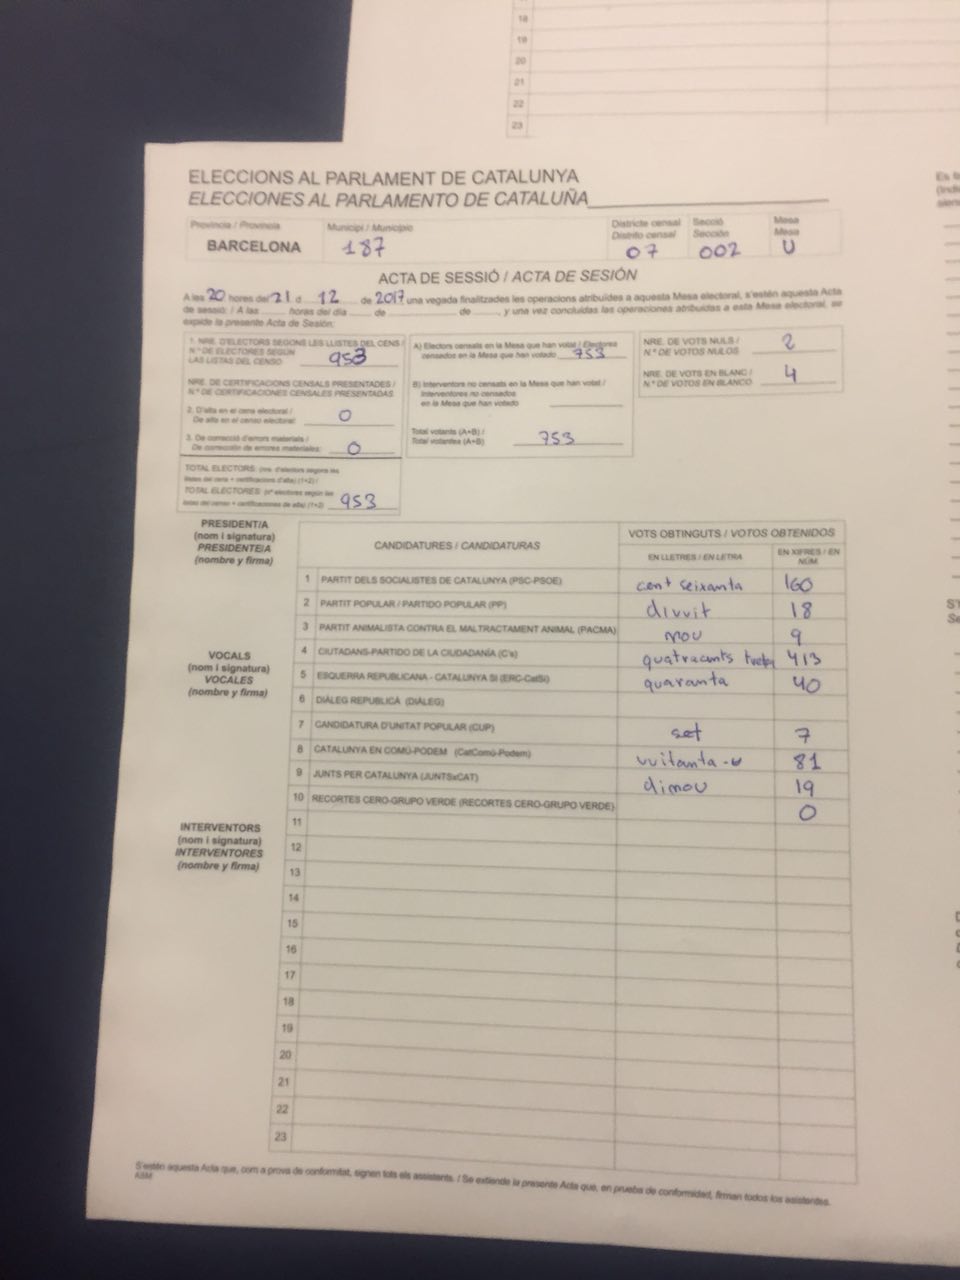 18
19
20
21
22
23
ELECCIONS AL PARLAMENT DE CATALUNYA
ELECCIONES AL PARLAMENTO DE CATALUÑA
Província / Provincia
BARCELONA
Municipi / Municipio
187
Districte censal
Distrito censal
07
Secció
Sección
002
Mesa
Mesa
U
ACTA DE SESSIÓ / ACTA DE SESIÓN
A les 20 hores del 21 d 12 de 2017 una vegada finalitzades les operacions atribuïdes a aquesta Mesa electoral, s'estén aquesta Acta
de sessió: / A las ........ horas del día ........ de ........ de ........, y una vez concluidas las operaciones atribuidas a esta Mesa electoral, se
expide la presente Acta de Sesión:
1. NRE. D'ELECTORS SEGONS LES LLISTES DEL CENS /
N.º DE ELECTORES SEGÚN
LAS LISTAS DEL CENSO 953
NRE. DE CERTIFICACIONS CENSALS PRESENTADES /
N.º DE CERTIFICACIONES CENSALES PRESENTADAS
2. D'alta en el cens electoral /
De alta en el censo electoral: 0
3. De correcció d'errors materials /
De corrección de errores materiales: 0
TOTAL ELECTORS: (nre. d'electors segons les
llistes del cens + certificacions d'alta) (1+2) /
TOTAL ELECTORES: (nº electores según las
listas del censo + certificaciones de alta) (1+2) 953
A) Electors censats en la Mesa que han votat / Electores
censados en la Mesa que han votado 753
B) Interventors no censats en la Mesa que han votat /
Interventores no censados
en la Mesa que han votado
Total votants (A+B) /
Total votantes (A+B) 753
NRE. DE VOTS NULS /
N.º DE VOTOS NULOS 2
NRE. DE VOTS EN BLANC /
N.º DE VOTOS EN BLANCO 4
PRESIDENT/A
(nom i signatura)
PRESIDENTE/A
(nombre y firma)
VOCALS
(nom i signatura)
VOCALES
(nombre y firma)
INTERVENTORS
(nom i signatura)
INTERVENTORES
(nombre y firma)
CANDIDATURES / CANDIDATURAS
VOTS OBTINGUTS / VOTOS OBTENIDOS
EN LLETRES / EN LETRA
EN XIFRES / EN
NÚM.
1 PARTIT DELS SOCIALISTES DE CATALUNYA (PSC-PSOE) cent seixanta 160
2 PARTIT POPULAR / PARTIDO POPULAR (PP) divvit 18
3 PARTIT ANIMALISTA CONTRA EL MALTRACTAMENT ANIMAL (PACMA) nou 9
4 CIUTADANS-PARTIDO DE LA CIUDADANÍA (C's) quatracents 413
5 ESQUERRA REPUBLICANA - CATALUNYA SÍ (ERC-CatSí) quaranta 40
6 DIÀLEG REPUBLICÀ (DIÀLEG)
7 CANDIDATURA D'UNITAT POPULAR (CUP) set 7
8 CATALUNYA EN COMÚ-PODEM (CatComú-Podem) vuitanta-u 81
9 JUNTS PER CATALUNYA (JUNTSxCAT) dinou 19
10 RECORTES CERO-GRUPO VERDE (RECORTES CERO-GRUPO VERDE) 0
11
12
13
14
15
16
17
18
19
20
21
22
23
S'estén aquesta Acta que, com a prova de conformitat, signen tots els assistents. / Se extiende la presente Acta que, en prueba de conformidad, firman todos los asistentes.